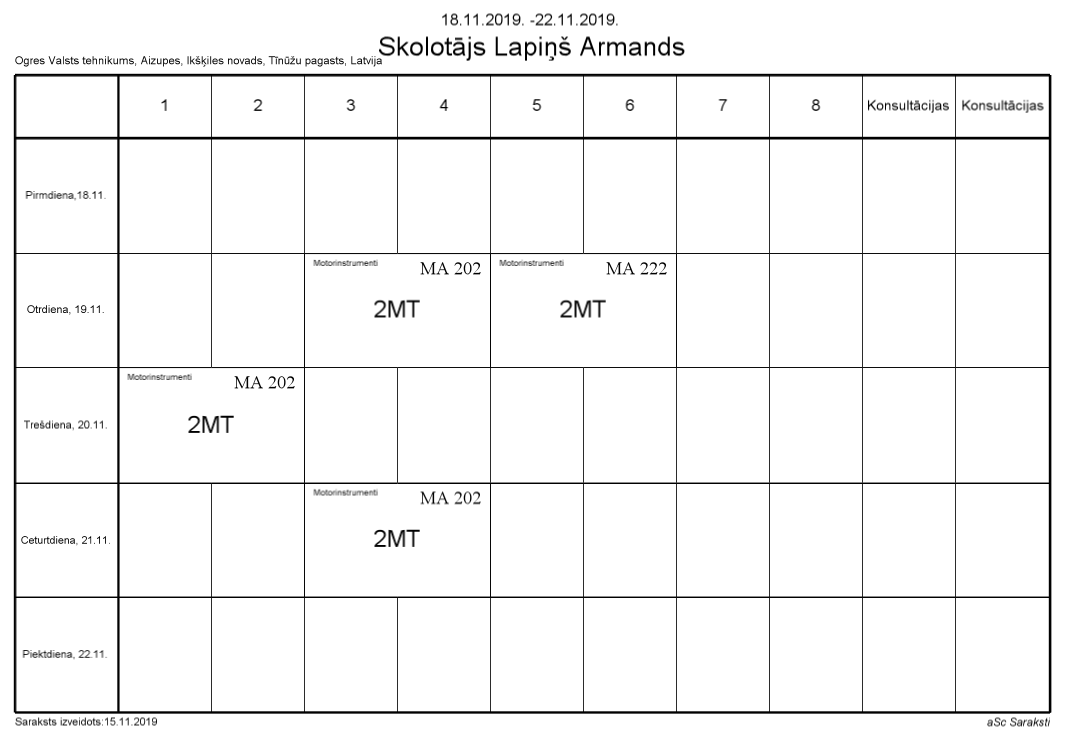 18.11.2019. -22.11.2019.
Skolotājs Lapiņš Armands
Ogres Valsts tehnikums, Aizupes, Ikšķiles novads, Tīnūžu pagasts, Latvija
1 2 3 4 5 6 7 8 Konsultācijas Konsultācijas
Pirmdiena,18.11.
Motorinstrumenti MA 202 Motorinstrumenti MA 222
Otrdiena, 19.11. 2MT 2MT
Motorinstrumenti MA 202
Trešdiena, 20.11. 2MT
Motorinstrumenti MA 202
Ceturtdiena, 21.11. 2MT
Piektdiena, 22.11.
Saraksts izveidots:15.11.2019 aSc Saraksti